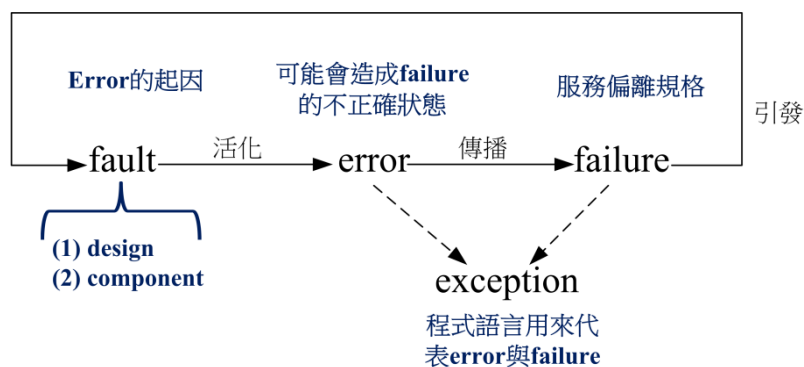 Error的起因
可能會造成failure
的不正確狀態
服務偏離規格
引發
fault
活化
error
傳播
failure
(1) design
(2) component
exception
程式語言用來代
表error與failure